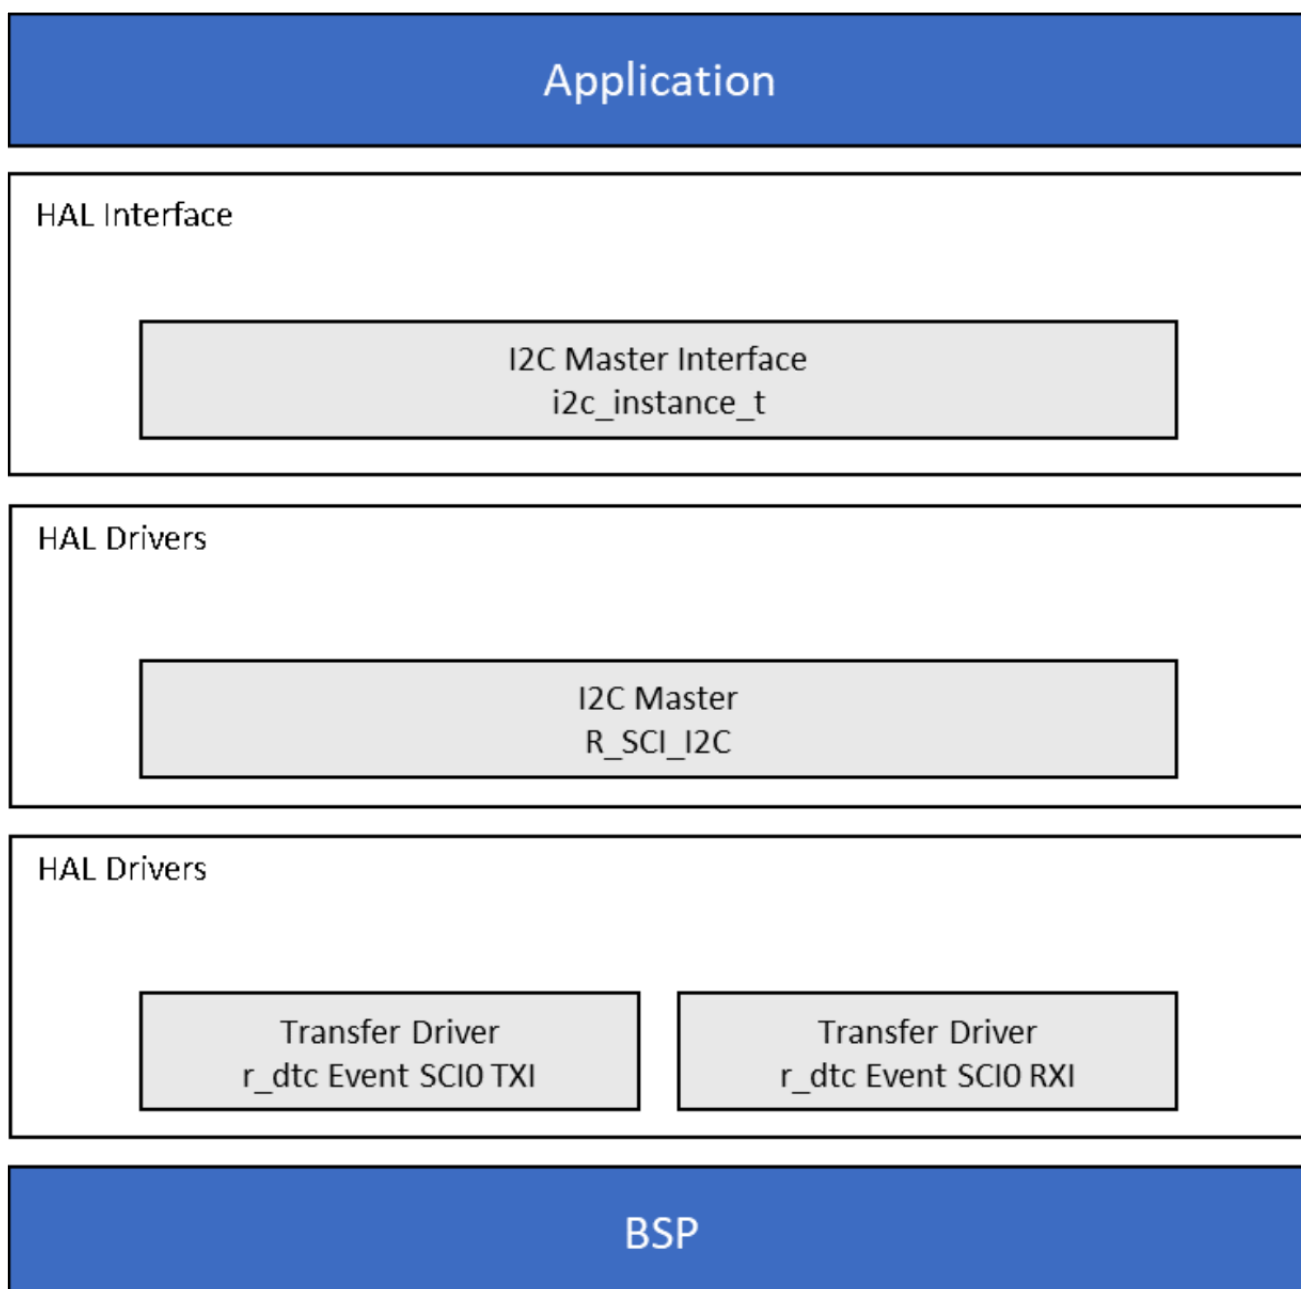 Application
HAL Interface
I2C Master Interface
i2c_instance_t
HAL Drivers
I2C Master
R_SCI_I2C
HAL Drivers
Transfer Driver
r_dtc Event SCI0 TXI
Transfer Driver
r_dtc Event SCI0 RXI
BSP